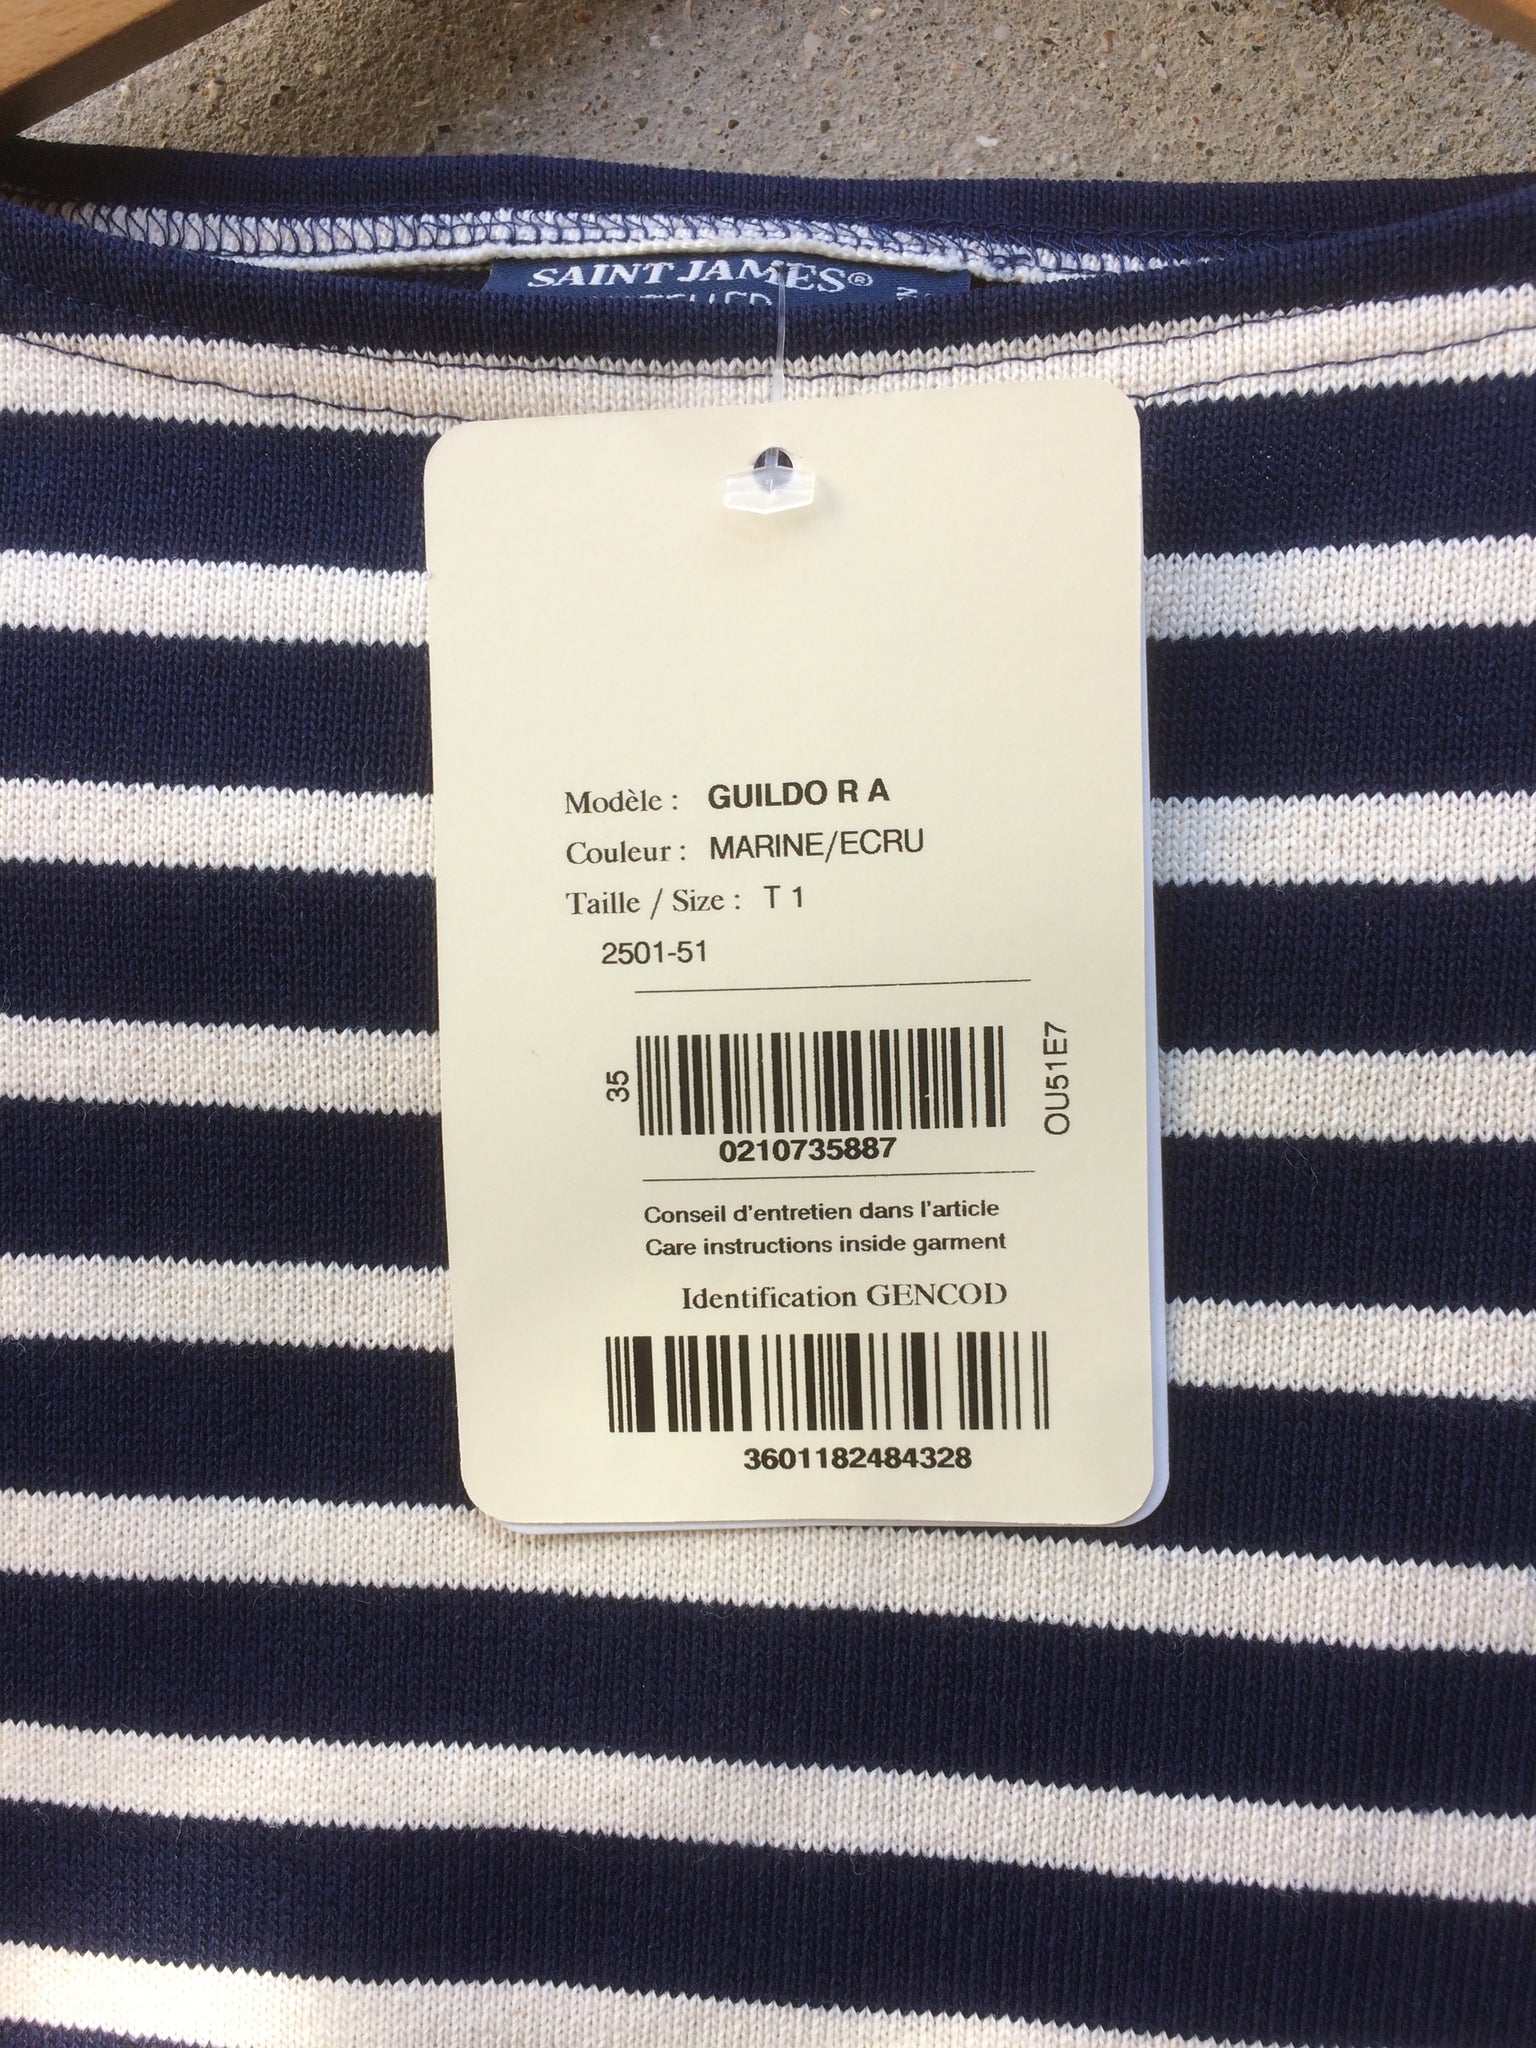 SAINT JAMES®
Modèle : GUILDO R A
Couleur : MARINE/ECRU
Taille / Size : T 1
2501-51
35
OU51E7
0210735887
Conseil d'entretien dans l'article
Care instructions inside garment
Identification GENCOD
3601182484328